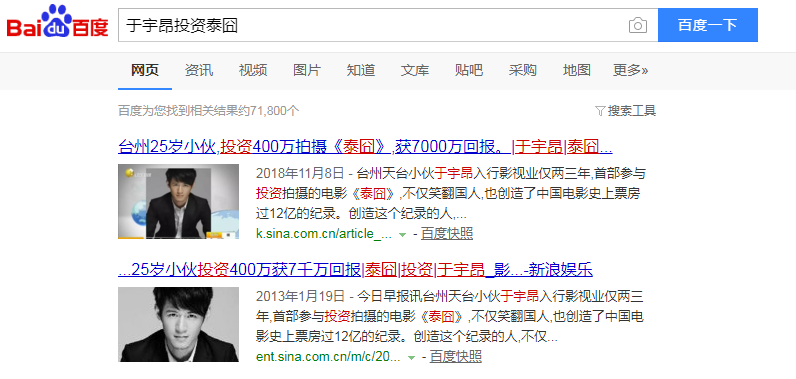 Bai du 百度
于宇昂投资泰囧
百度一下
网页 资讯 视频 图片 知道 文库 贴吧 采购 地图 更多»
百度为您找到相关结果约71,800个
搜索工具
台州25岁小伙,投资400万拍摄《泰囧》,获7000万回报。|于宇昂|泰囧...
2018年11月8日 - 台州天台小伙于宇昂入行影视业仅两三年,首部参与
投资拍摄的电影《泰囧》,不仅笑翻国人,也创造了中国电影史上票房
过12亿的纪录。创造这个纪录的人,...
k.sina.com.cn/article_... - 百度快照
...25岁小伙投资400万获7千万回报|泰囧|投资|于宇昂_影...-新浪娱乐
2013年1月19日 - 今日早报讯台州天台小伙于宇昂入行影视业仅两三
年,首部参与投资拍摄的电影《泰囧》,不仅笑翻国人,也创造了中国电
影史上票房过12亿的纪录。创造这个纪录的人,不仅...
ent.sina.com.cn/m/c/20... - 百度快照